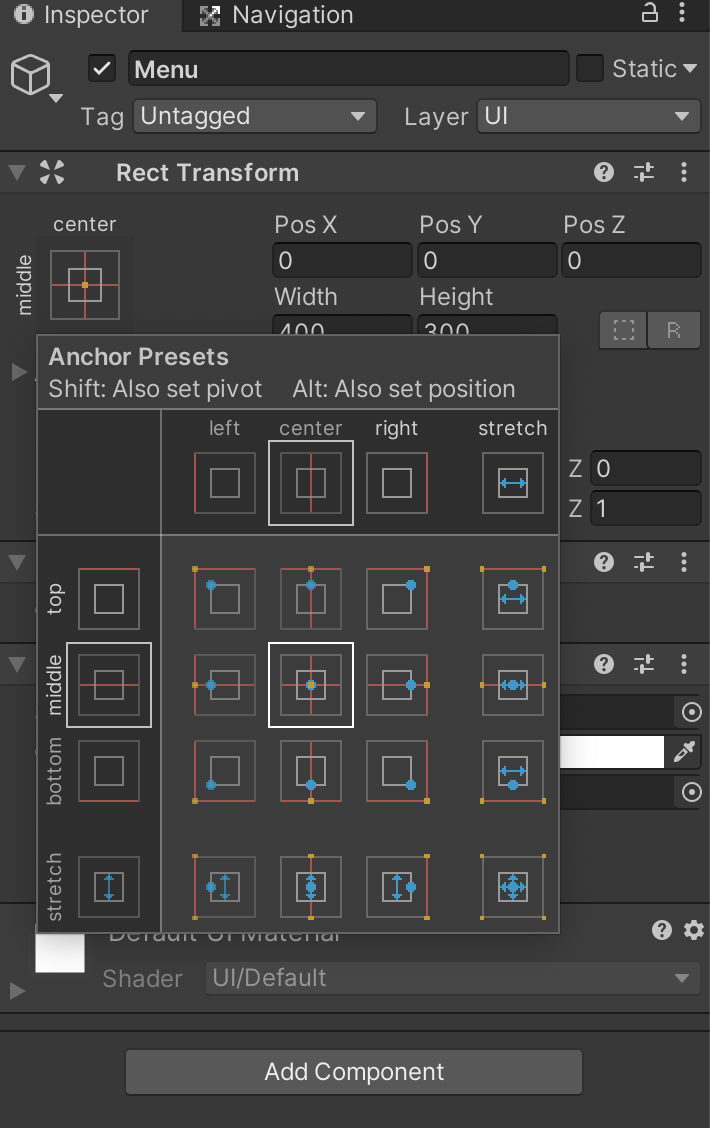 Inspector Navigation
Menu Static
Tag Untagged Layer UI
Rect Transform
center Pos X Pos Y Pos Z
middle 0 0 0
Width Height
400 300 R
Anchor Presets
Shift: Also set pivot Alt: Also set position
left center right stretch
Z 0
Z 1
top
middle
bottom
stretch
Default UI Material
Shader UI/Default
Add Component